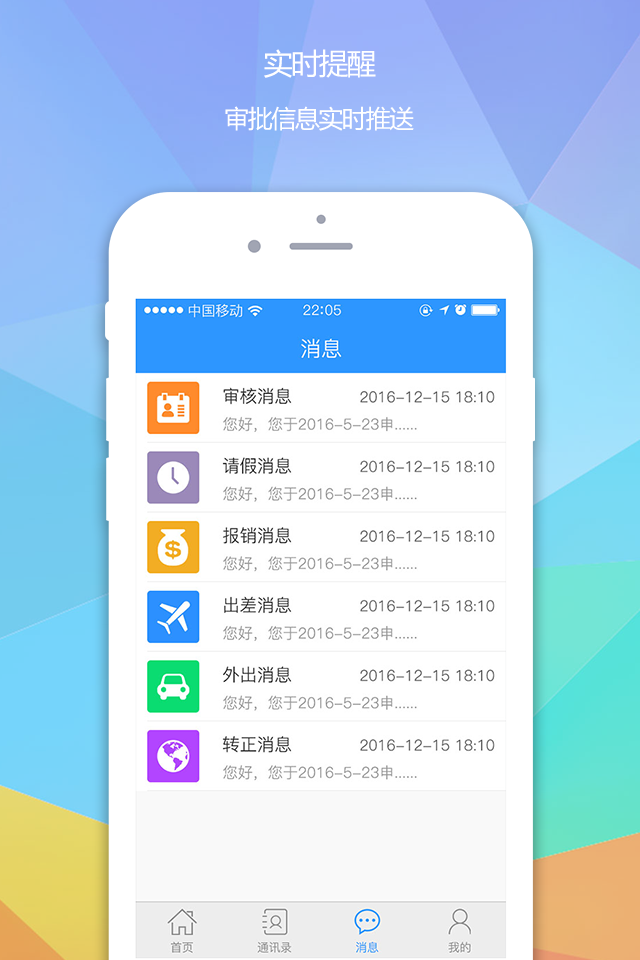 实时提醒
审批信息实时推送
中国移动 22:05
消息
审核消息 2016-12-15 18:10
您好，您于2016-5-23申......
请假消息 2016-12-15 18:10
您好，您于2016-5-23申......
报销消息 2016-12-15 18:10
您好，您于2016-5-23申......
出差消息 2016-12-15 18:10
您好，您于2016-5-23申......
外出消息 2016-12-15 18:10
您好，您于2016-5-23申......
转正消息 2016-12-15 18:10
您好，您于2016-5-23申......
首页 通讯录 消息 我的